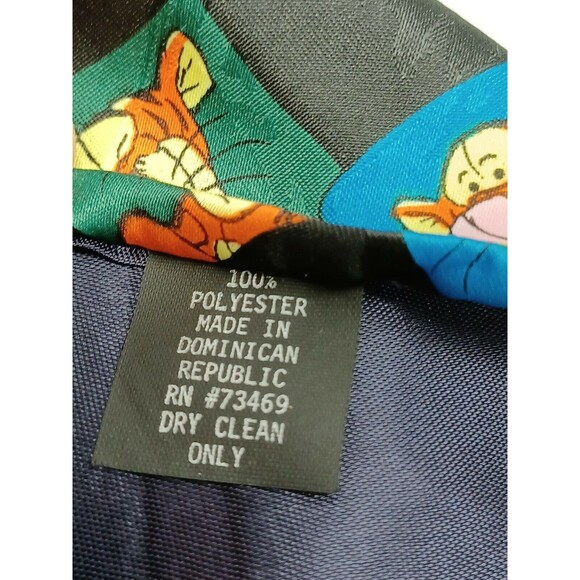 100%
POLYESTER
MADE IN
DOMINICAN
REPUBLIC
RN #73469
DRY CLEAN
ONLY